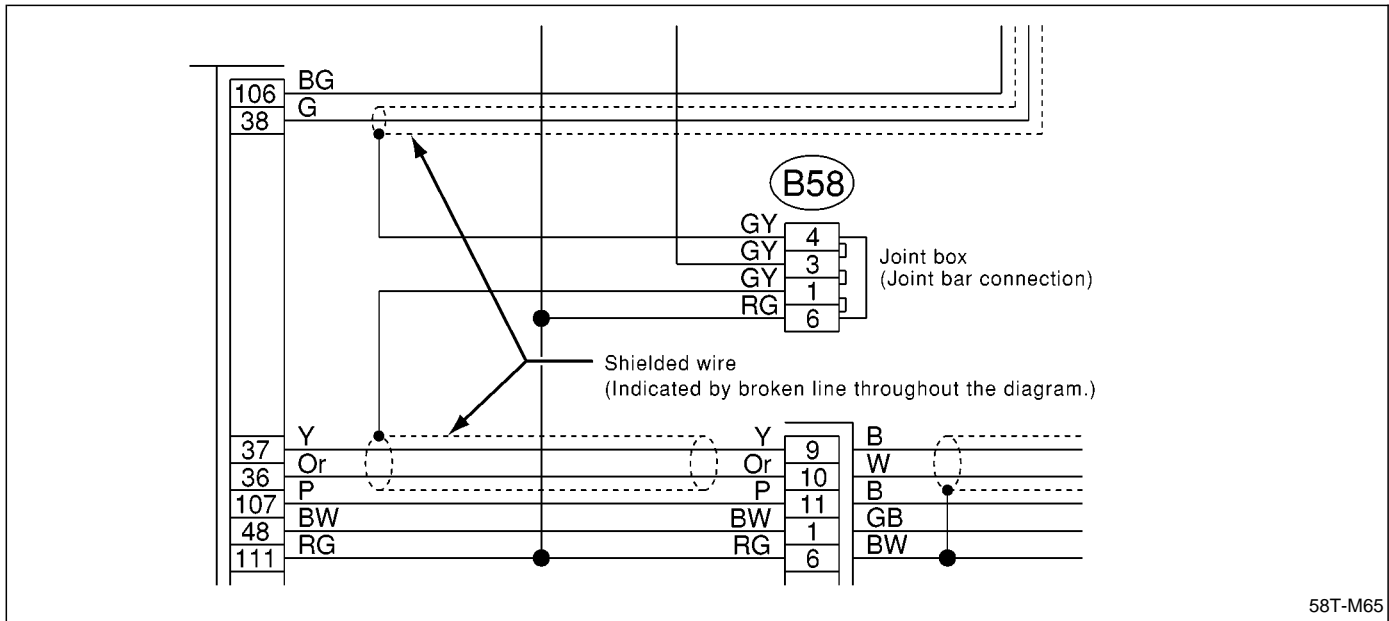 BG
106
G
38
B58
GY
4
GY
3
Joint box
(Joint bar connection)
GY
1
RG
6
Shielded wire
(Indicated by broken line throughout the diagram.)
37 Y Y 9 B
36 Or Or 10 W
107 P P 11 B
48 BW BW 1 GB
111 RG RG 6 BW
58T-M65